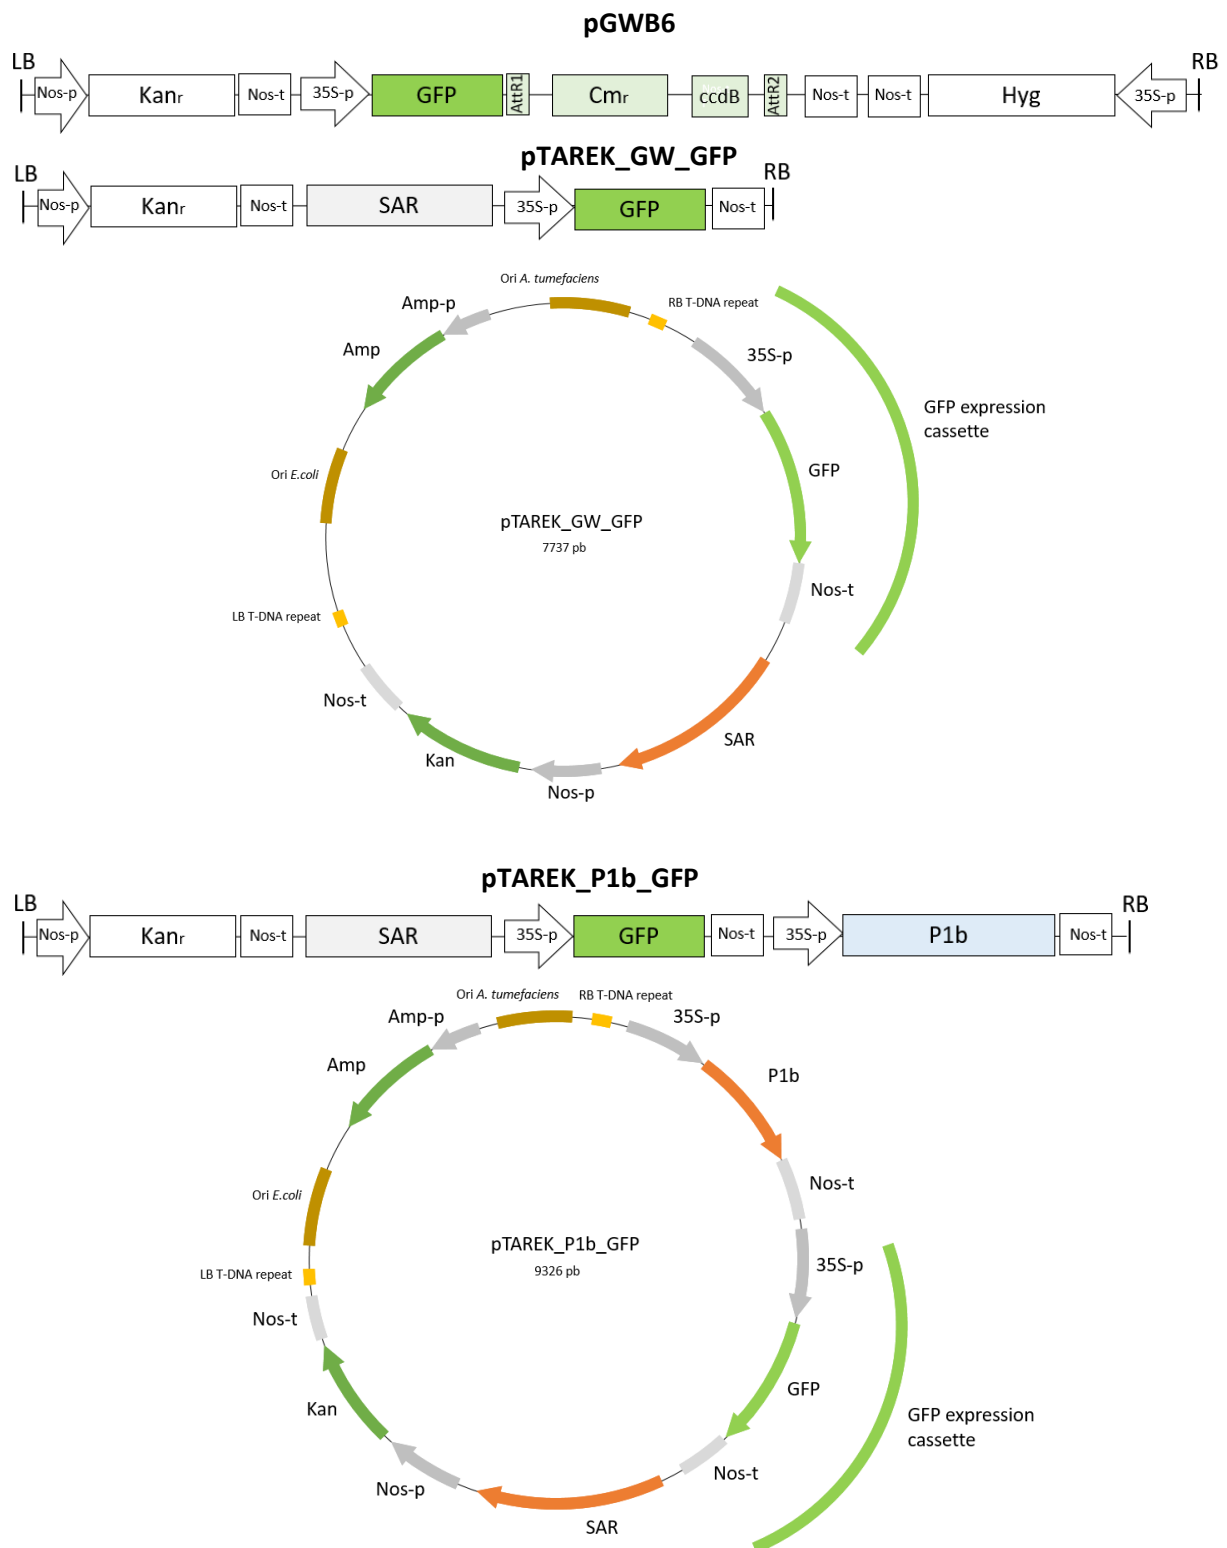 pGWB6
LB
RB
Nos-p
Kanr
Nos-t
35S-p
GFP
AttR1
Cmr
ccdB
AttR2
Nos-t
Nos-t
Hyg
35S-p
pTAREK_GW_GFP
LB
RB
Nos-p
Kanr
Nos-t
SAR
35S-p
GFP
Nos-t
Ori A. tumefaciens
Amp-p
RB T-DNA repeat
Amp
35S-p
GFP expression
cassette
GFP
Ori E.coli
pTAREK_GW_GFP
7737 pb
Nos-t
LB T-DNA repeat
Nos-t
SAR
Kan
Nos-p
pTAREK_P1b_GFP
LB
RB
Nos-p
Kanr
Nos-t
SAR
35S-p
GFP
Nos-t
35S-p
P1b
Nos-t
Ori A. tumefaciens
RB T-DNA repeat
Amp-p
35S-p
Amp
P1b
Nos-t
Ori E.coli
pTAREK_P1b_GFP
9326 pb
35S-p
LB T-DNA repeat
Nos-t
GFP
Kan
GFP expression
cassette
Nos-t
Nos-p
SAR